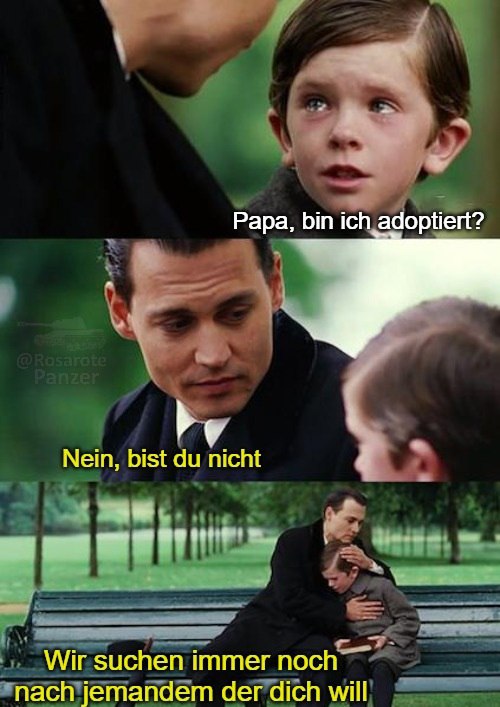 Papa, bin ich adoptiert?
@Rosarote
Panzer
Nein, bist du nicht
Wir suchen immer noch
nach jemandem der dich will